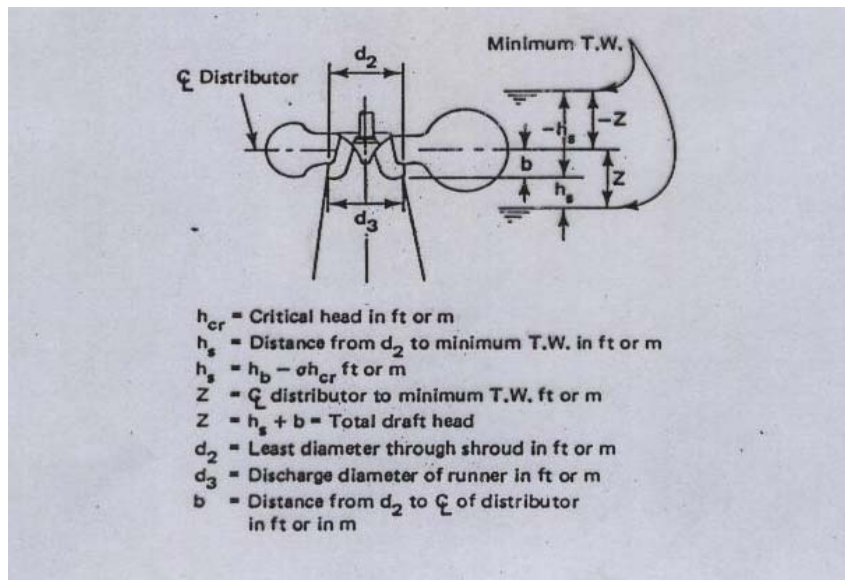 Minimum T.W.
d2
℄ Distributor
-hs
-Z
b
Z
hs
d3
hcr = Critical head in ft or m
hs = Distance from d2 to minimum T.W. in ft or m
hs = hb – σhcr ft or m
Z = ℄ distributor to minimum T.W. ft or m
Z = hs + b = Total draft head
d2 = Least diameter through shroud in ft or m
d3 = Discharge diameter of runner in ft or m
b = Distance from d2 to ℄ of distributor
in ft or in m